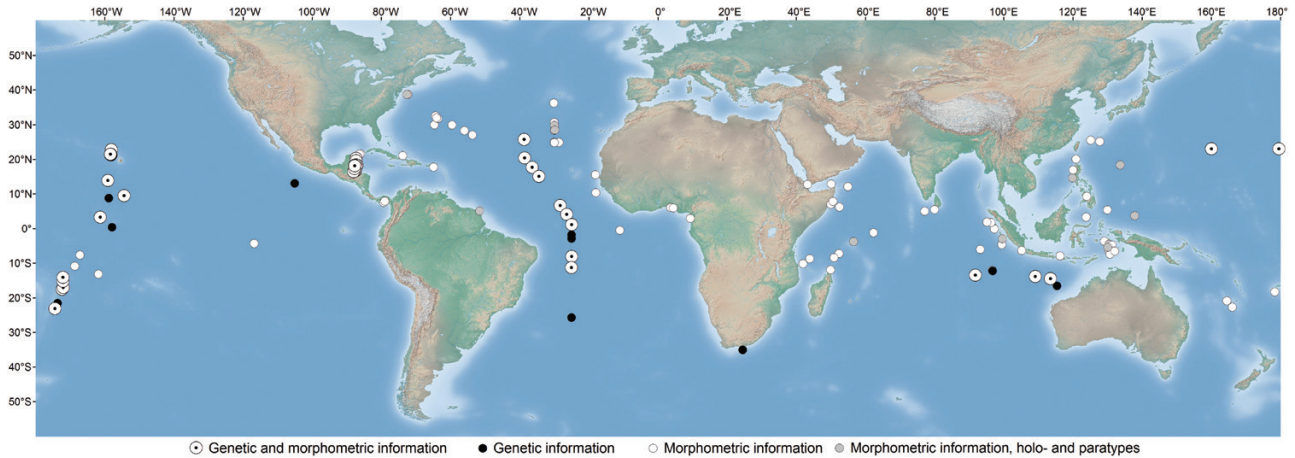 160°W 140°W 120°W 100°W 80°W 60°W 40°W 20°W 0° 20°E 40°E 60°E 80°E 100°E 120°E 140°E 160°E 180°
50°N
40°N
30°N
20°N
10°N
0°
10°S
20°S
30°S
40°S
50°S
Genetic and morphometric information Genetic information Morphometric information Morphometric information, holo- and paratypes